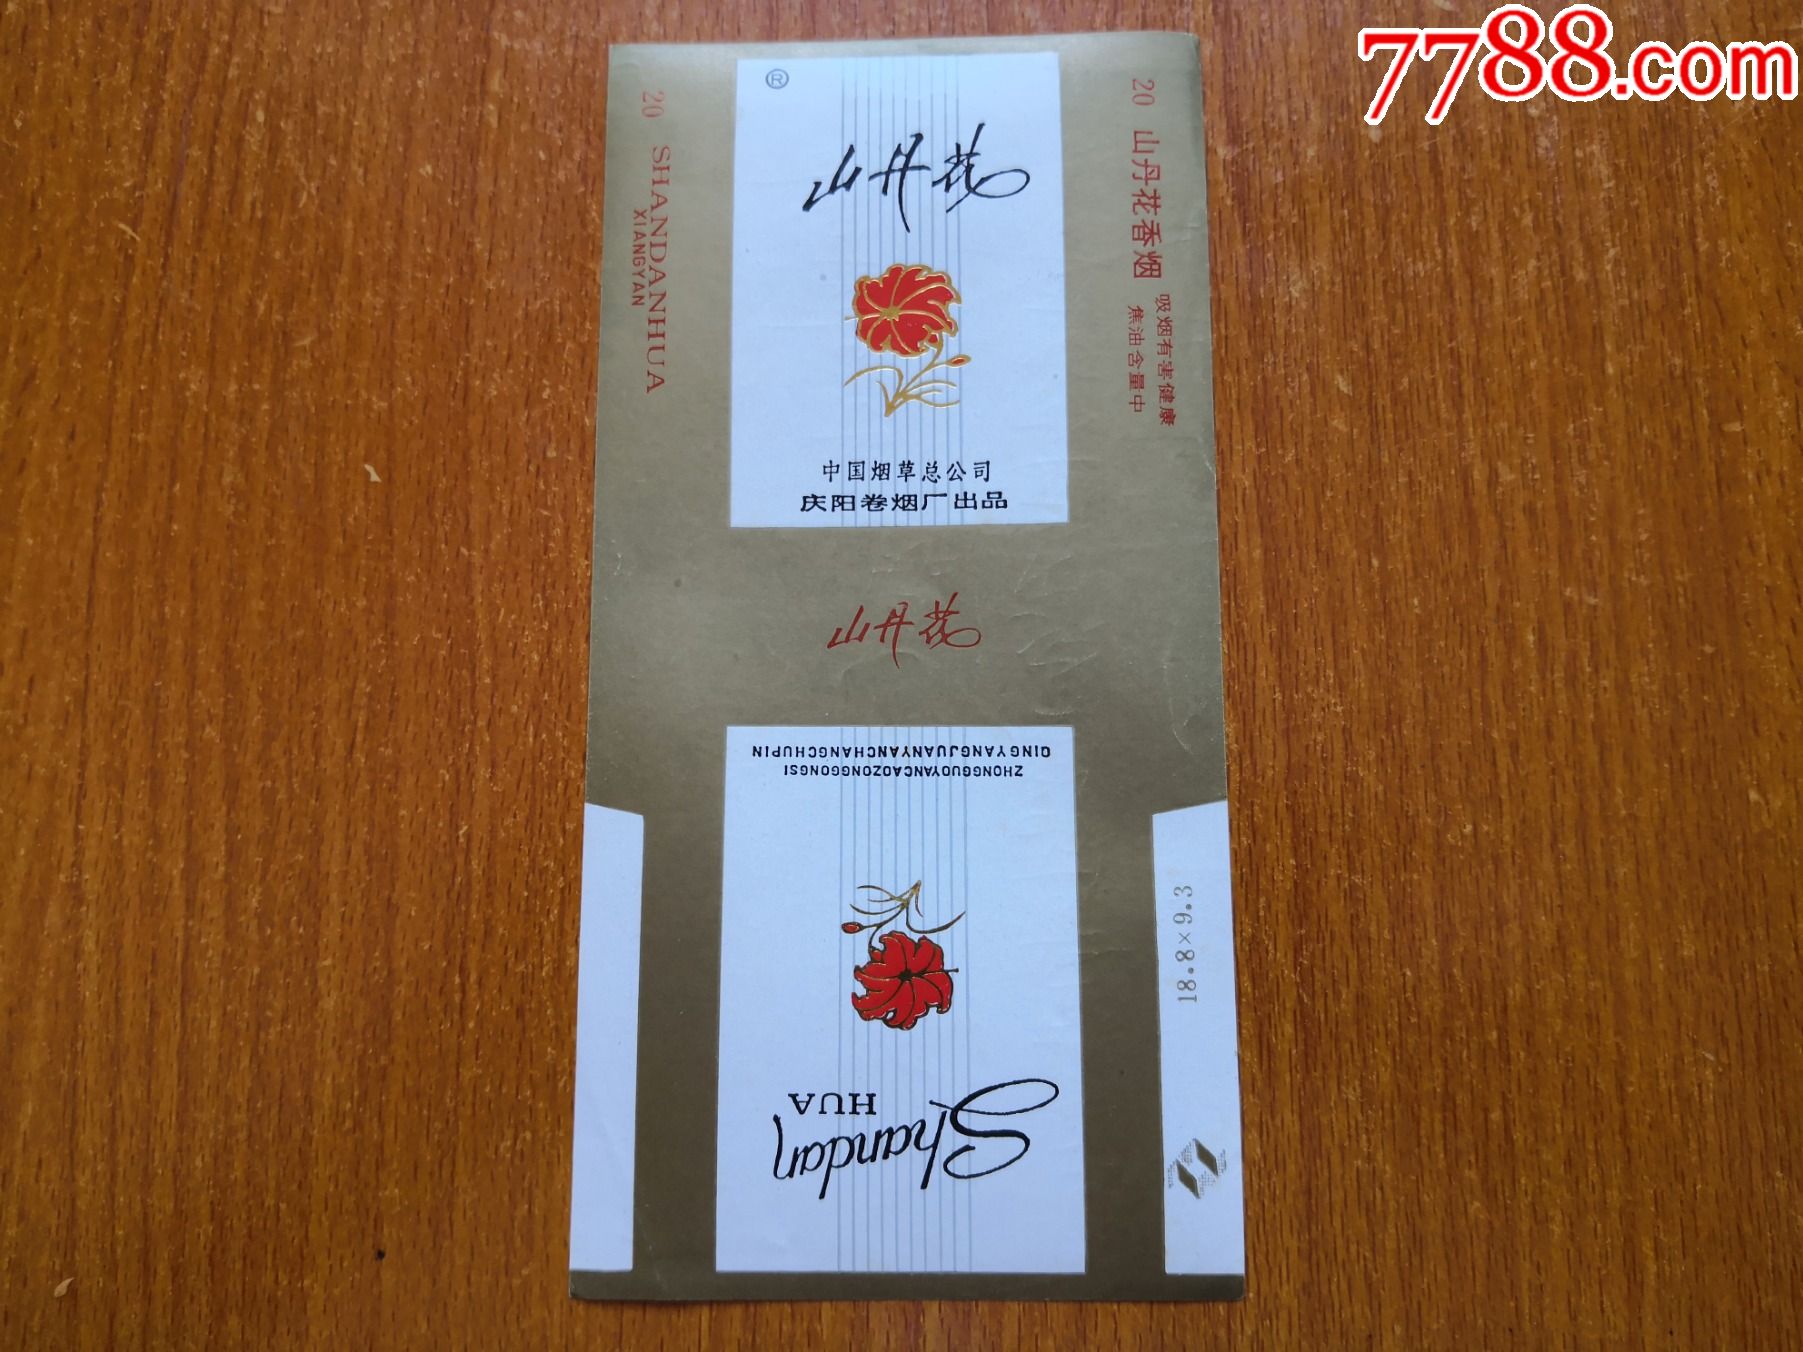 7788.com
®
山丹花
中国烟草总公司
庆阳卷烟厂出品
20 SHANDANHUA
XIANGYAN
20 山丹花香烟
吸烟有害健康
焦油含量中
山丹花
Shandan
HUA
ZHONGGUOYANCAOZONGGONGSI
QINGYANGJUANYANCHANGCHUPIN
18.8×9.3